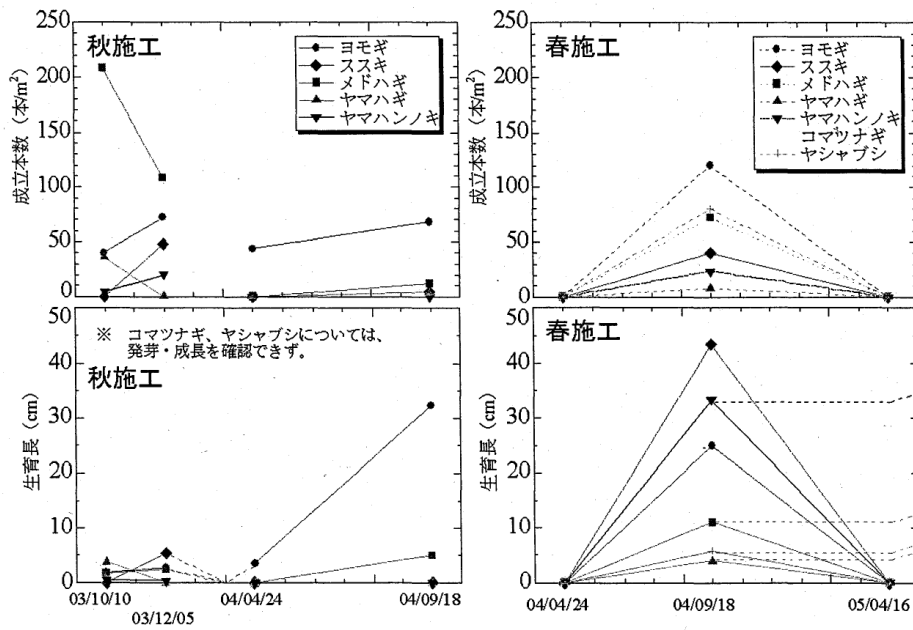 秋施工
ヨモギ
ススキ
メドハギ
ヤマハギ
ヤマハンノキ
成立本数（本/m²）
250
200
150
100
50
0
春施工
ヨモギ
ススキ
メドハギ
ヤマハギ
ヤマハンノキ
コマツナギ
ヤシャブシ
成立本数（本/m²）
250
200
150
100
50
0
※ コマツナギ、ヤシャブシについては、
発芽・成長を確認できず。
秋施工
生育長（cm）
50
40
30
20
10
0
03/10/10
03/12/05
04/04/24
04/09/18
春施工
生育長（cm）
50
40
30
20
10
0
04/04/24
04/09/18
05/04/16